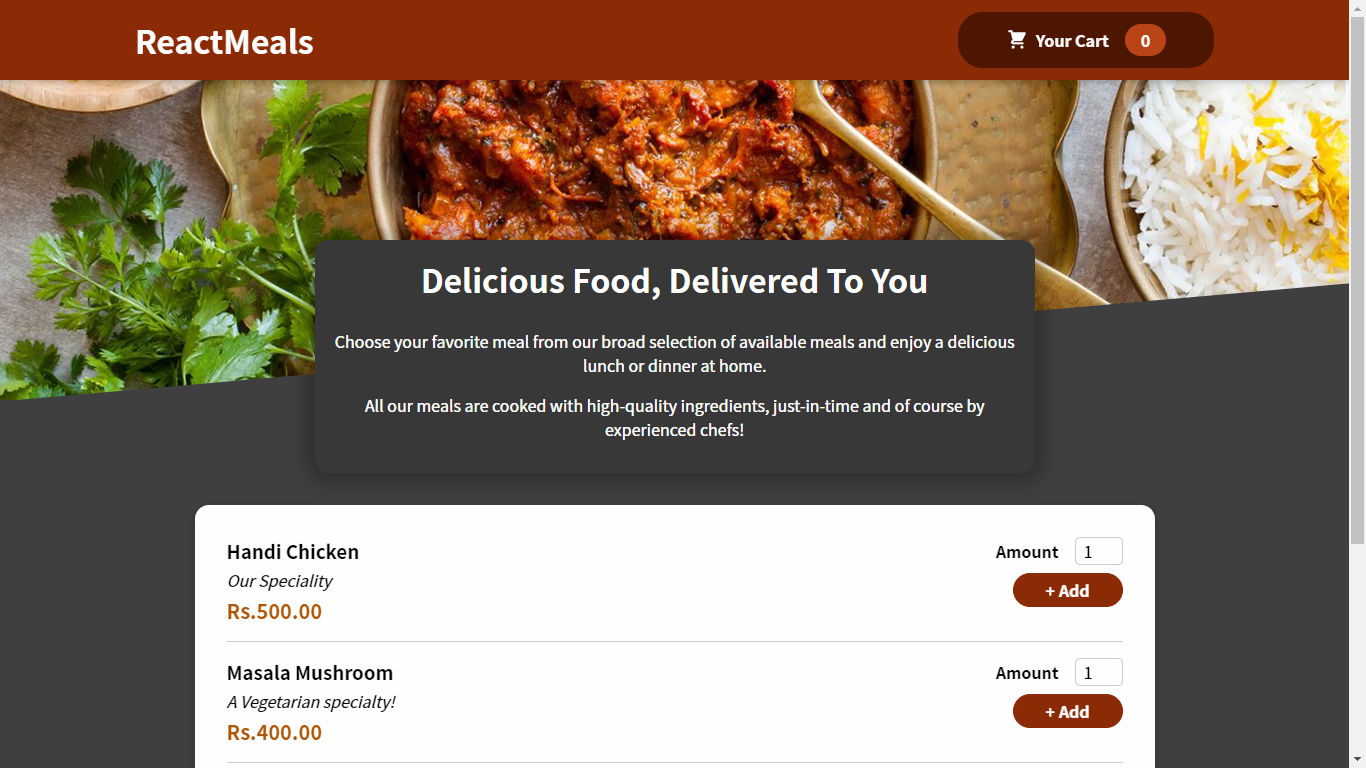 ReactMeals
Your Cart 0
Delicious Food, Delivered To You
Choose your favorite meal from our broad selection of available meals and enjoy a delicious
lunch or dinner at home.
All our meals are cooked with high-quality ingredients, just-in-time and of course by
experienced chefs!
Handi Chicken
Our Speciality
Rs.500.00
Amount 1
+ Add
Masala Mushroom
A Vegetarian specialty!
Rs.400.00
Amount 1
+ Add